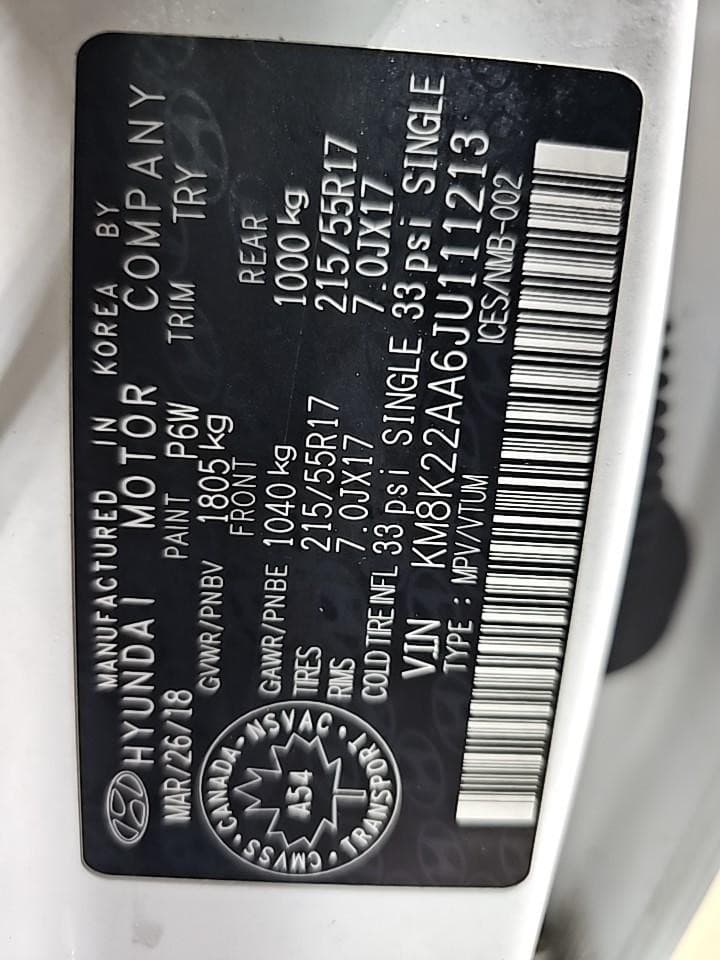 MANUFACTURED IN KOREA BY
HYUNDAI MOTOR COMPANY
MAR/26/18 PAINT P6W TRIM TRY
GVWR/PNBV 1805 kg
FRONT REAR
GAWR/PNBE 1040 kg 1000 kg
TIRES 215/55R17 215/55R17
RMS 7.0JX17 7.0JX17
COLD TIRE INFL 33 psi SINGLE 33 psi SINGLE
VIN KM8K22AA6JU111213
TYPE : MPV/VTUM ICES/NMB-002
CMVSS · CANADA · NSVAC · TRANSPORT ·
A54